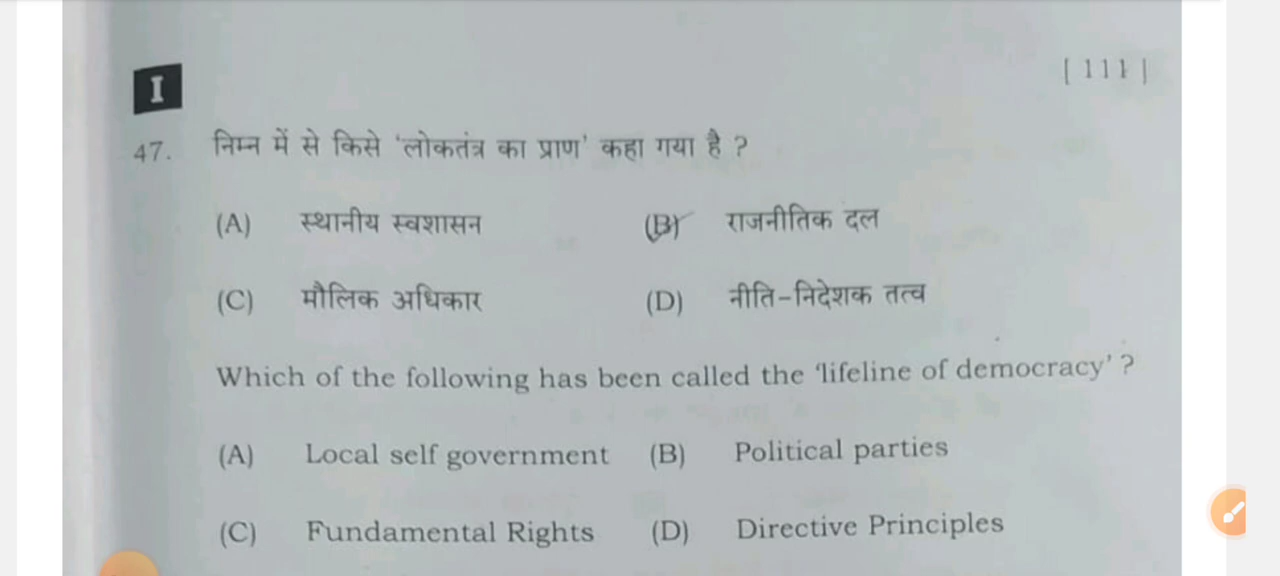 I
[ 111 ]
47. निम्न में से किसे 'लोकतंत्र का प्राण' कहा गया है ?
(A) स्थानीय स्वशासन (B) राजनीतिक दल
(C) मौलिक अधिकार (D) नीति-निदेशक तत्व
Which of the following has been called the 'lifeline of democracy' ?
(A) Local self government (B) Political parties
(C) Fundamental Rights (D) Directive Principles